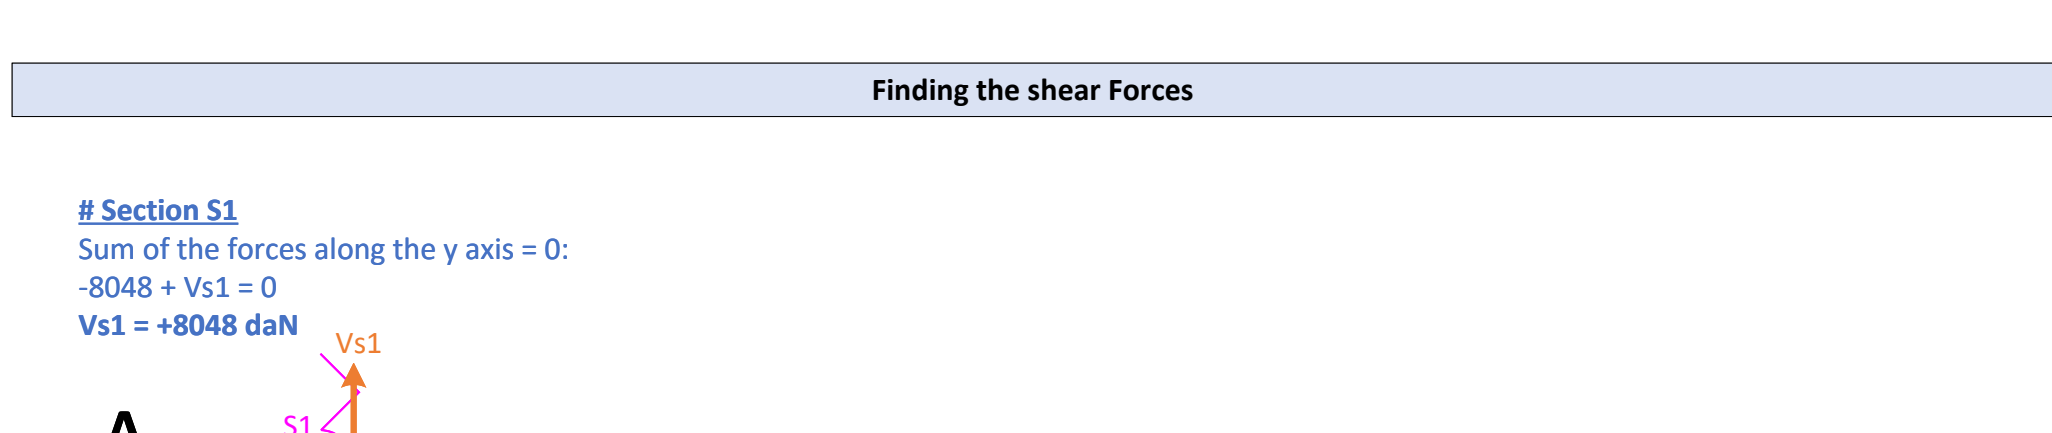 Finding the shear Forces
# Section S1
Sum of the forces along the y axis = 0:
-8048 + Vs1 = 0
Vs1 = +8048 daN
Vs1
A
S1